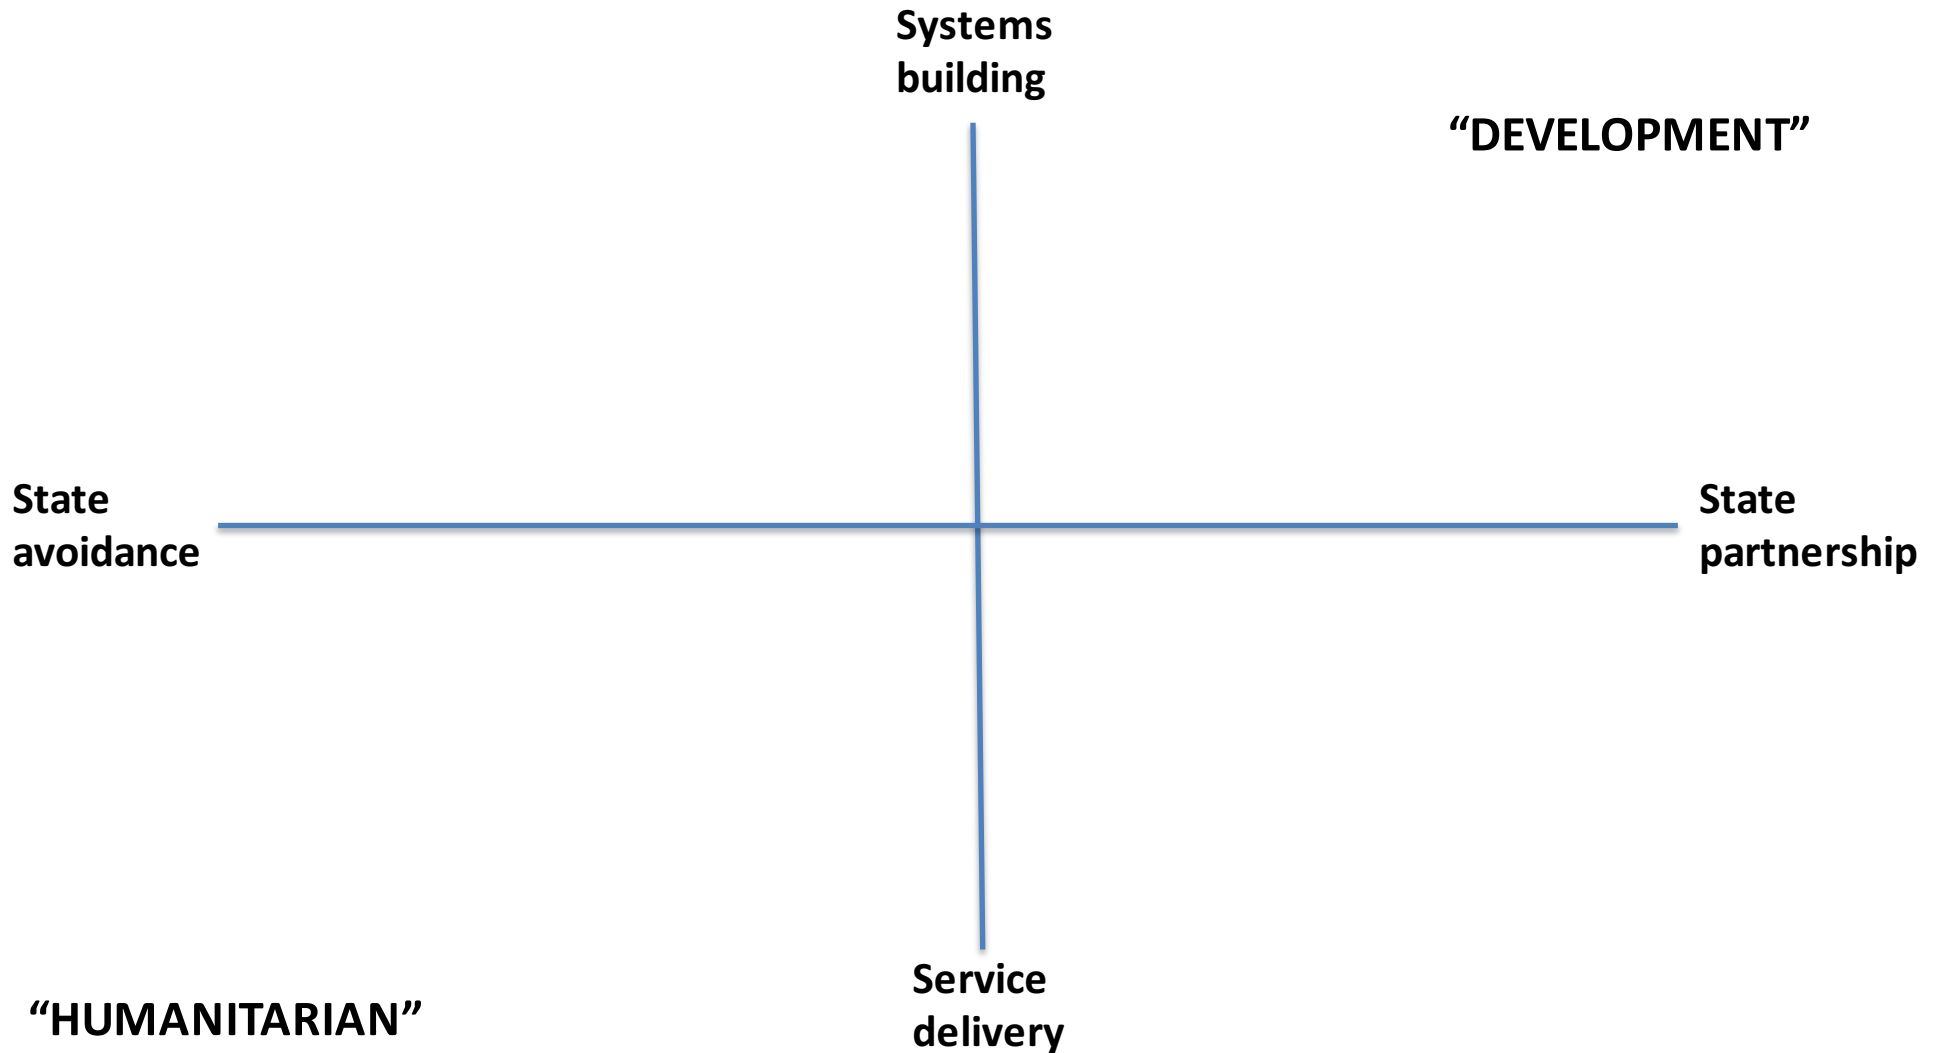 Systems
building
“DEVELOPMENT”
State
avoidance
State
partnership
Service
delivery
“HUMANITARIAN”